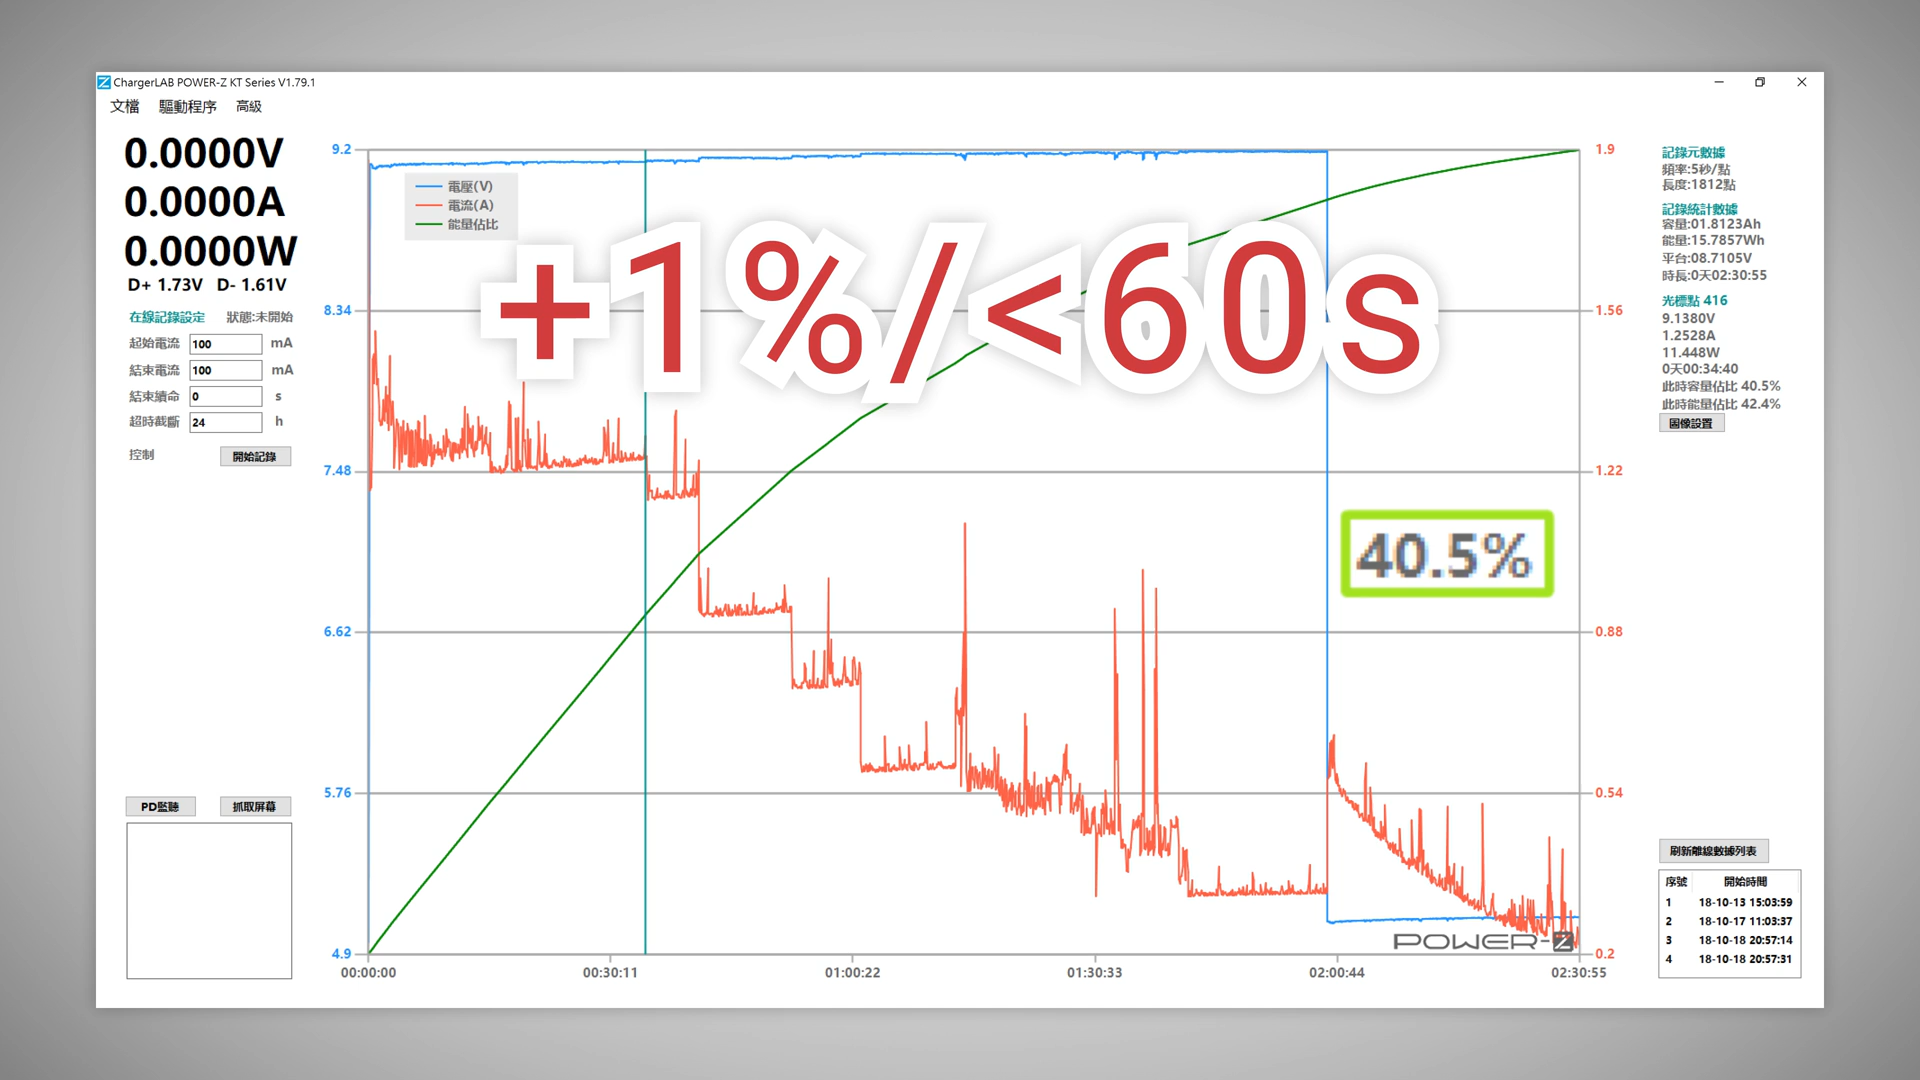 ChargerLAB POWER-Z KT Series V1.79.1
文檔 驅動程序 高級
0.0000V
0.0000A
0.0000W
D+ 1.73V D- 1.61V
在線記錄設定 狀態:未開始
起始電流 100 mA
結束電流 100 mA
結束續命 0 s
超時截斷 24 h
控制 開始記錄
PD監聽 抓取屏幕
9.2
8.34
7.48
6.62
5.76
4.9
電壓(V)
電流(A)
能量佔比
+1%/<60s
40.5%
POWER-Z
1.9
1.56
1.22
0.88
0.54
0.2
00:00:00 00:30:11 01:00:22 01:30:33 02:00:44 02:30:55
記錄元數據
頻率:5秒/點
長度:1812點
記錄統計數據
容量:01.8123Ah
能量:15.7857Wh
平台:08.7105V
時長:0天02:30:55
光標點 416
9.1380V
1.2528A
11.448W
0天00:34:40
此時容量佔比 40.5%
此時能量佔比 42.4%
圖像設置
刷新離線數據列表
序號 開始時間
1 18-10-13 15:03:59
2 18-10-17 11:03:37
3 18-10-18 20:57:14
4 18-10-18 20:57:31